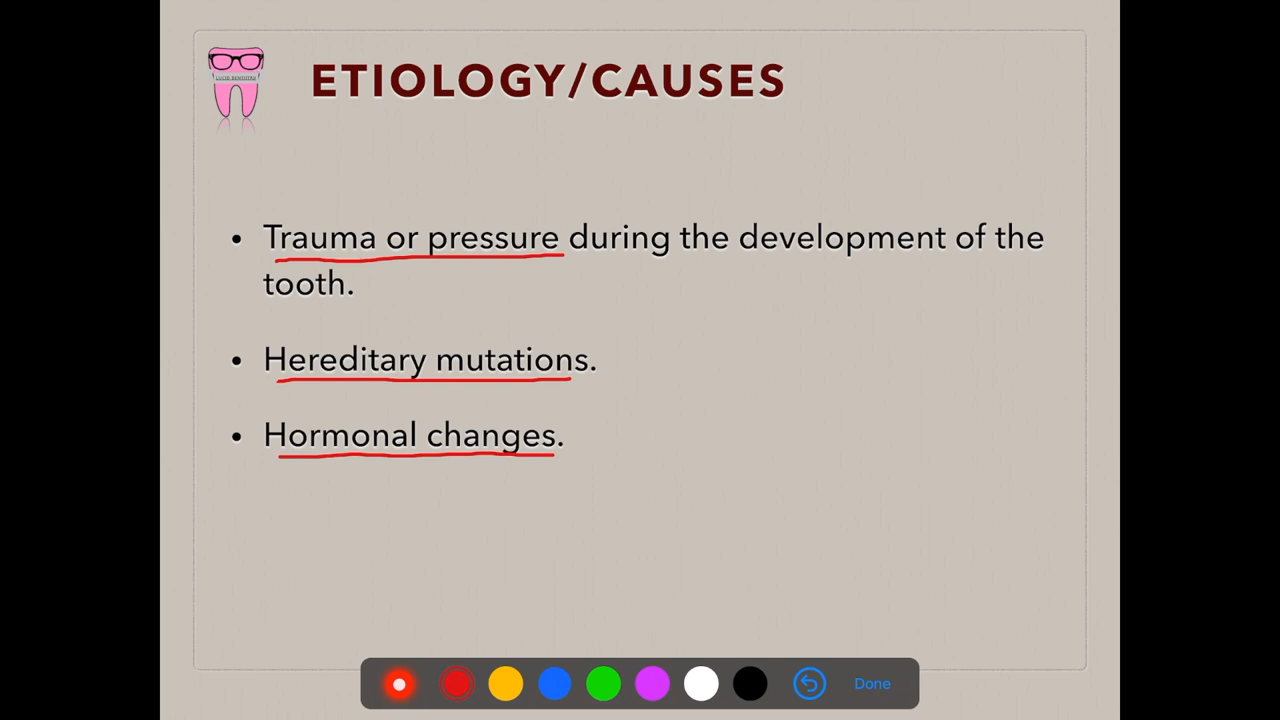 ETIOLOGY/CAUSES
• Trauma or pressure during the development of the
tooth.
• Hereditary mutations.
• Hormonal changes.
Done